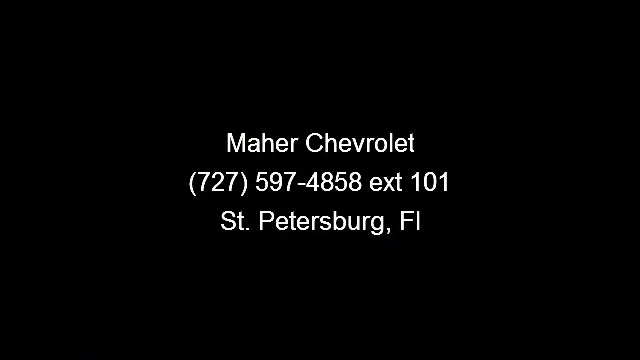 Maher Chevrolet
(727) 597-4858 ext 101
St. Petersburg, Fl